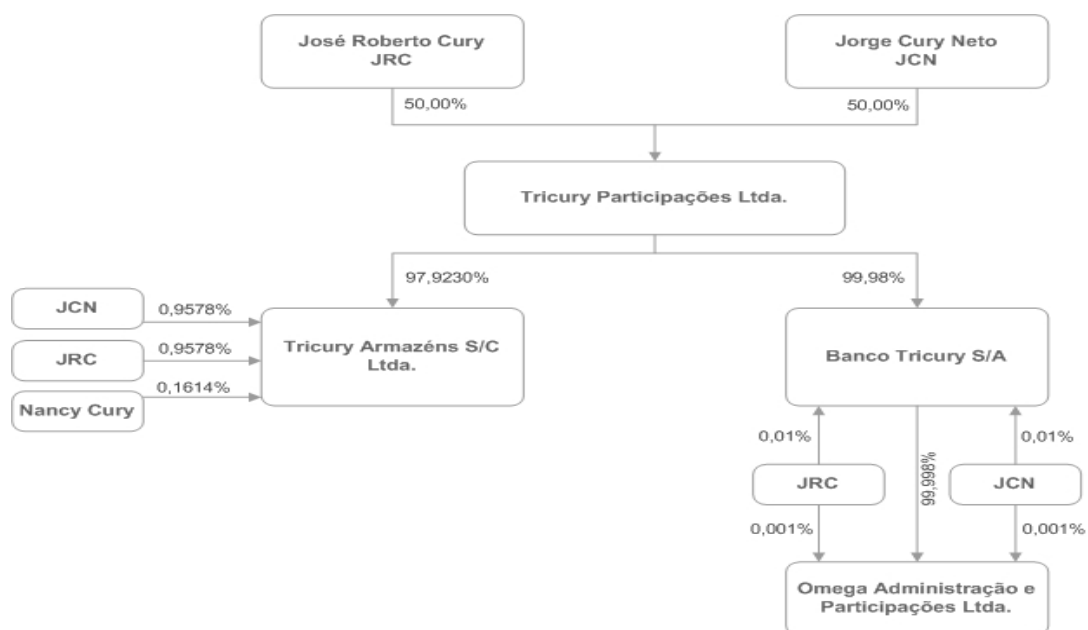 José Roberto Cury
JRC
Jorge Cury Neto
JCN
50,00%
50,00%
Tricury Participações Ltda.
97,9230%
99,98%
JCN
0,9578%
JRC
0,9578%
Nancy Cury
0,1614%
Tricury Armazéns S/C
Ltda.
Banco Tricury S/A
0,01%
99,998%
0,01%
JRC
JCN
0,001%
0,001%
Omega Administração e
Participações Ltda.